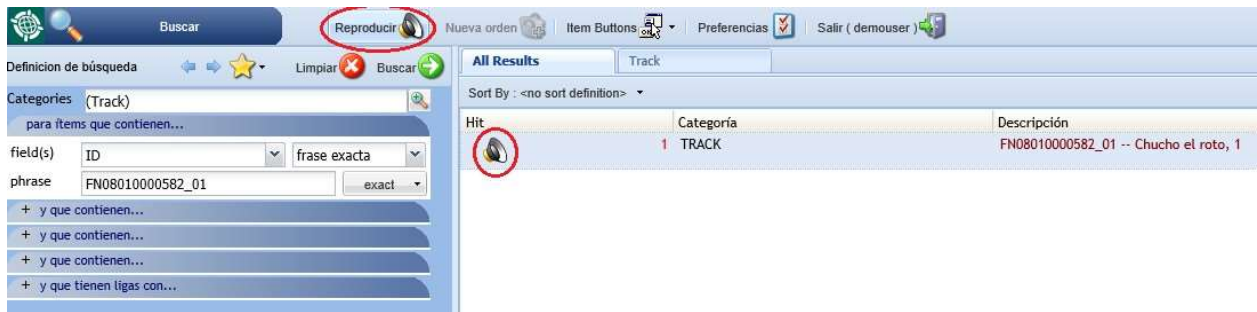 Buscar
Reproducir
Nueva orden
Item Buttons
Preferencias
Salir ( demouser )
Definicion de búsqueda
Limpiar
Buscar
Categories (Track)
para ítems que contienen...
field(s) ID frase exacta
phrase FN08010000582_01 exact
+ y que contienen...
+ y que contienen...
+ y que contienen...
+ y que tienen ligas con...
All Results Track
Sort By : <no sort definition>
Hit Categoría Descripción
1 TRACK FN08010000582_01 -- Chucho el roto, 1